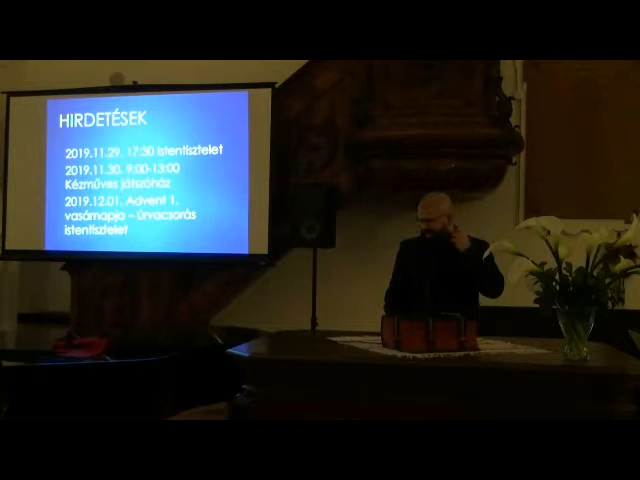 HIRDETÉSEK
2019.11.29. 17:30 Istentisztelet
2019.11.30. 9:00-13:00
Kézműves játszóház
2019.12.01. Advent 1.
vasárnapja – úrvacsorás
istentisztelet